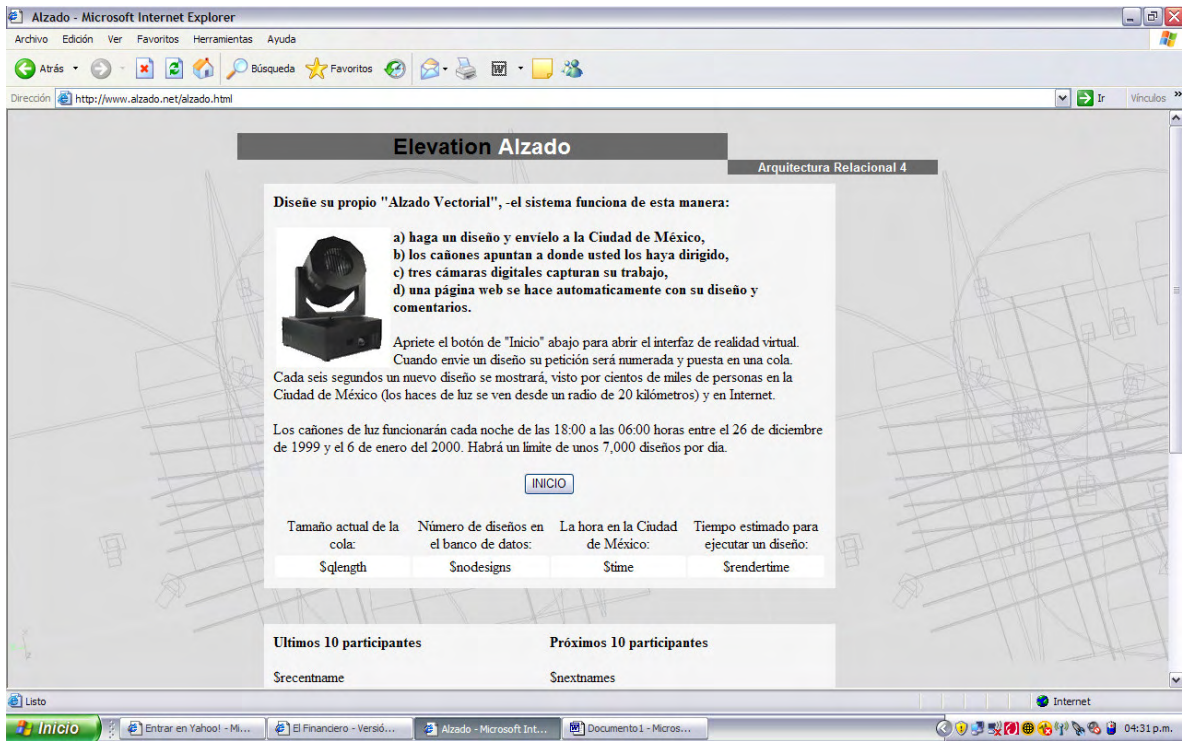 Alzado - Microsoft Internet Explorer
Archivo Edición Ver Favoritos Herramientas Ayuda
Atrás Búsqueda Favoritos
Dirección http://www.alzado.net/alzado.html Ir Vínculos »
Elevation Alzado
Arquitectura Relacional 4
Diseñe su propio "Alzado Vectorial", -el sistema funciona de esta manera:
a) haga un diseño y envíelo a la Ciudad de México,
b) los cañones apuntan a donde usted los haya dirigido,
c) tres cámaras digitales capturan su trabajo,
d) una página web se hace automaticamente con su diseño y
comentarios.
Apriete el botón de "Inicio" abajo para abrir el interfaz de realidad virtual.
Cuando envie un diseño su petición será numerada y puesta en una cola.
Cada seis segundos un nuevo diseño se mostrará, visto por cientos de miles de personas en la
Ciudad de México (los haces de luz se ven desde un radio de 20 kilómetros) y en Internet.
Los cañones de luz funcionarán cada noche de las 18:00 a las 06:00 horas entre el 26 de diciembre
de 1999 y el 6 de enero del 2000. Habrá un limite de unos 7,000 diseños por dia.
INICIO
Tamaño actual de la cola:
Número de diseños en el banco de datos:
La hora en la Ciudad de México:
Tiempo estimado para ejecutar un diseño:
$qlength $nodesigns $time $rendertime
Ultimos 10 participantes Próximos 10 participantes
$recentname $nextnames
Listo Internet
Inicio Entrar en Yahoo! - Mi... El Financiero - Versió... Alzado - Microsoft Int... Documento1 - Micros... 04:31 p.m.